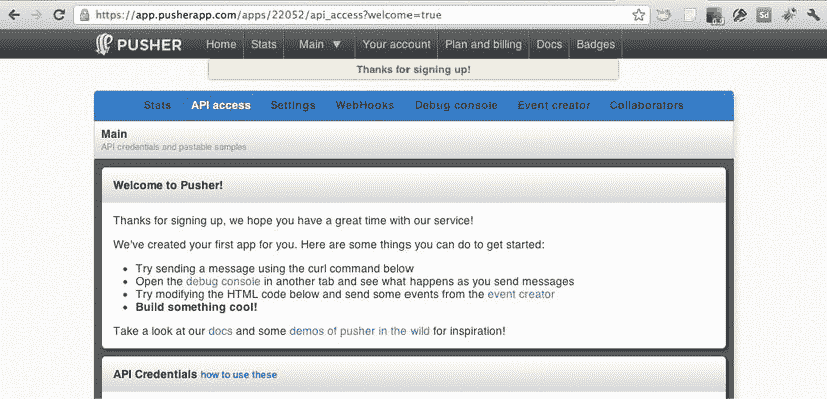 https://app.pusherapp.com/apps/22052/api_access?welcome=true
PUSHER Home Stats Main ▼ Your account Plan and billing Docs Badges
Thanks for signing up!
Stats API access Settings WebHooks Debug console Event creator Collaborators
Main
API credentials and pastable samples
Welcome to Pusher!
Thanks for signing up, we hope you have a great time with our service!
We've created your first app for you. Here are some things you can do to get started:
• Try sending a message using the curl command below
• Open the debug console in another tab and see what happens as you send messages
• Try modifying the HTML code below and send some events from the event creator
• Build something cool!
Take a look at our docs and some demos of pusher in the wild for inspiration!
API Credentials how to use these